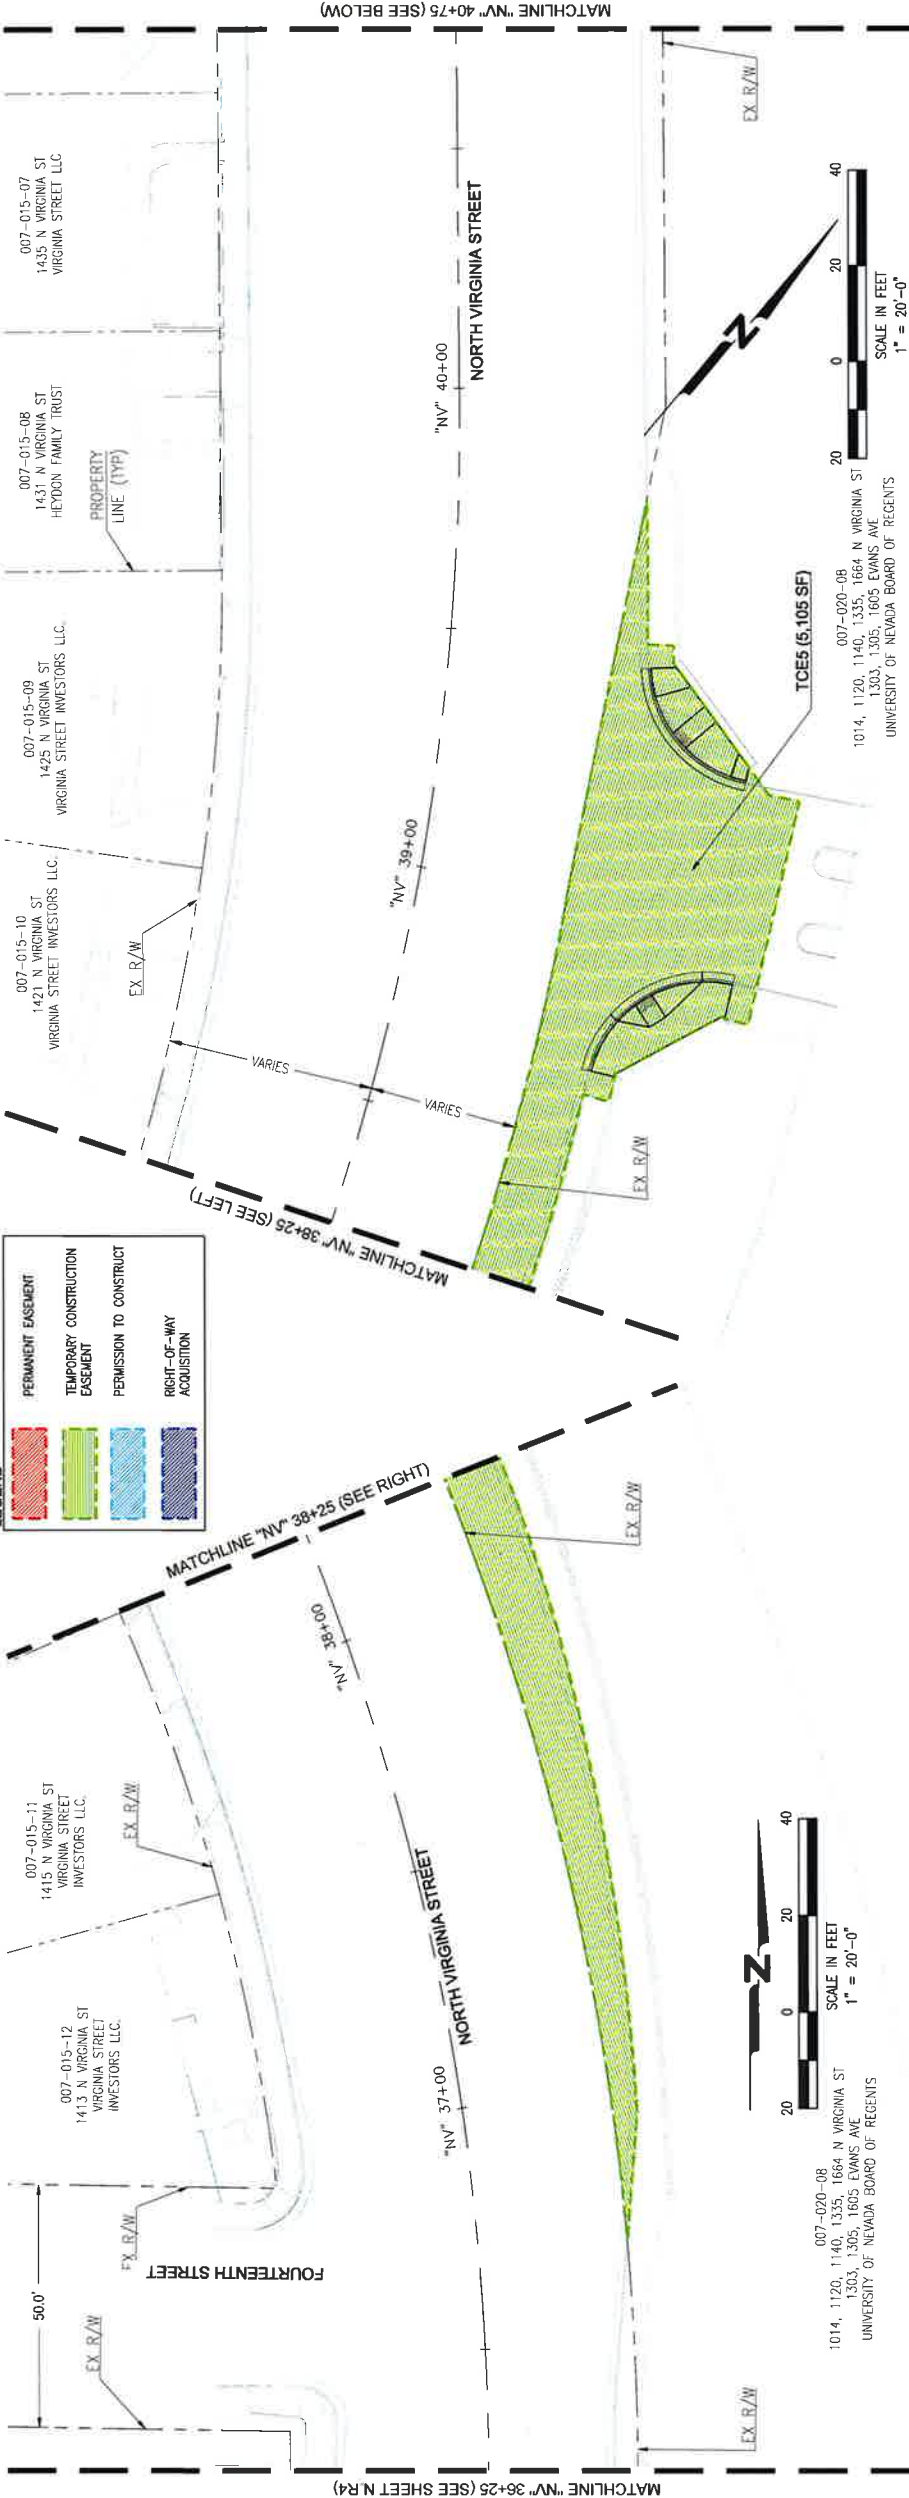 MATCHLINE "NV" 36+25 (SEE SHEET N.R4)
50.0'
EX R/W
EX R/W
FOURTEENTH STREET
007-015-12
1413 N VIRGINIA ST
VIRGINIA STREET
INVESTORS LLC.
007-015-11
1415 N VIRGINIA ST
VIRGINIA STREET
INVESTORS LLC.
EX R/W
"NV" 37+00
NORTH VIRGINIA STREET
"NV" 38+00
MATCHLINE "NV" 38+25 (SEE RIGHT)
EX R/W
EX R/W
007-020-08
1014, 1120, 1140, 1335, 1664 N VIRGINIA ST
1303, 1305, 1605 EVANS AVE
UNIVERSITY OF NEVADA BOARD OF REGENTS
N
20 0 20 40
SCALE IN FEET
1" = 20'-0"
PERMANENT EASEMENT
TEMPORARY CONSTRUCTION
EASEMENT
PERMISSION TO CONSTRUCT
RIGHT-OF-WAY
ACQUISITION
MATCHLINE "NV" 38+25 (SEE LEFT)
007-015-10
1421 N VIRGINIA ST
VIRGINIA STREET INVESTORS LLC.
EX R/W
007-015-09
1425 N VIRGINIA ST
VIRGINIA STREET INVESTORS LLC.
PROPERTY
LINE (TYP)
007-015-08
1431 N VIRGINIA ST
HEYDON FAMILY TRUST
007-015-07
1435 N VIRGINIA ST
VIRGINIA STREET LLC
VARIES
VARIES
"NV" 39+00
"NV" 40+00
NORTH VIRGINIA STREET
EX R/W
TCE5 (5,105 SF)
007-020-08
1014, 1120, 1140, 1335, 1664 N VIRGINIA ST
1303, 1305, 1605 EVANS AVE
UNIVERSITY OF NEVADA BOARD OF REGENTS
N
20 0 20 40
SCALE IN FEET
1" = 20'-0"
EX R/W
MATCHLINE "NV" 40+75 (SEE BELOW)